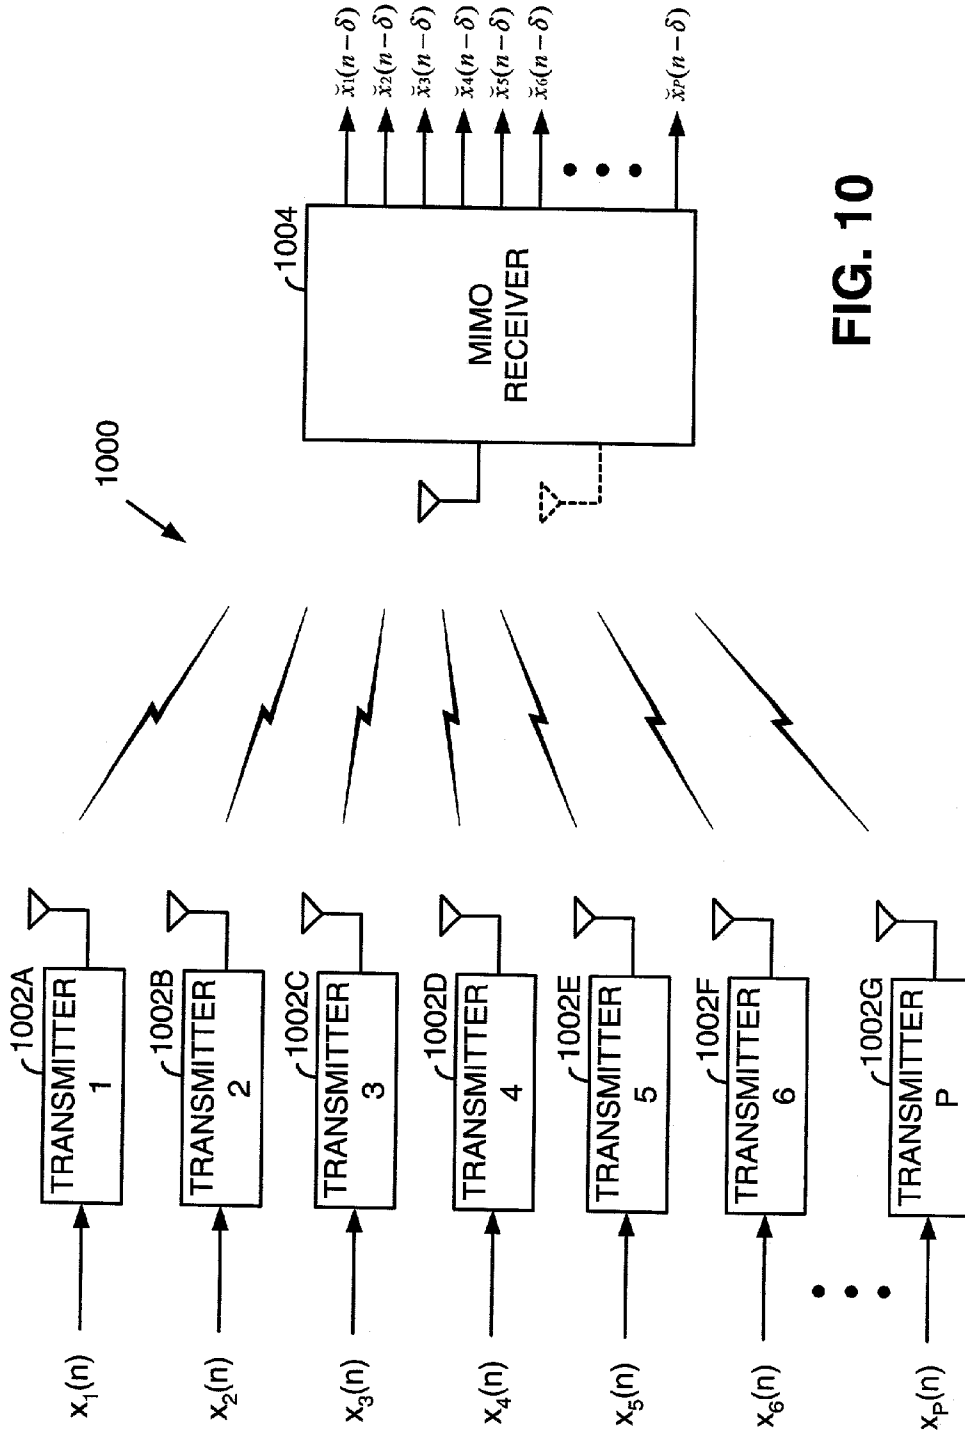 1000
x₁(n)
TRANSMITTER
1
1002A
x₂(n)
TRANSMITTER
2
1002B
x₃(n)
TRANSMITTER
3
1002C
x₄(n)
TRANSMITTER
4
1002D
x₅(n)
TRANSMITTER
5
1002E
x₆(n)
TRANSMITTER
6
1002F
x_P(n)
TRANSMITTER
P
1002G
MIMO
RECEIVER
1004
x̆₁(n−δ)
x̆₂(n−δ)
x̆₃(n−δ)
x̆₄(n−δ)
x̆₅(n−δ)
x̆₆(n−δ)
x̆_P(n−δ)
FIG. 10